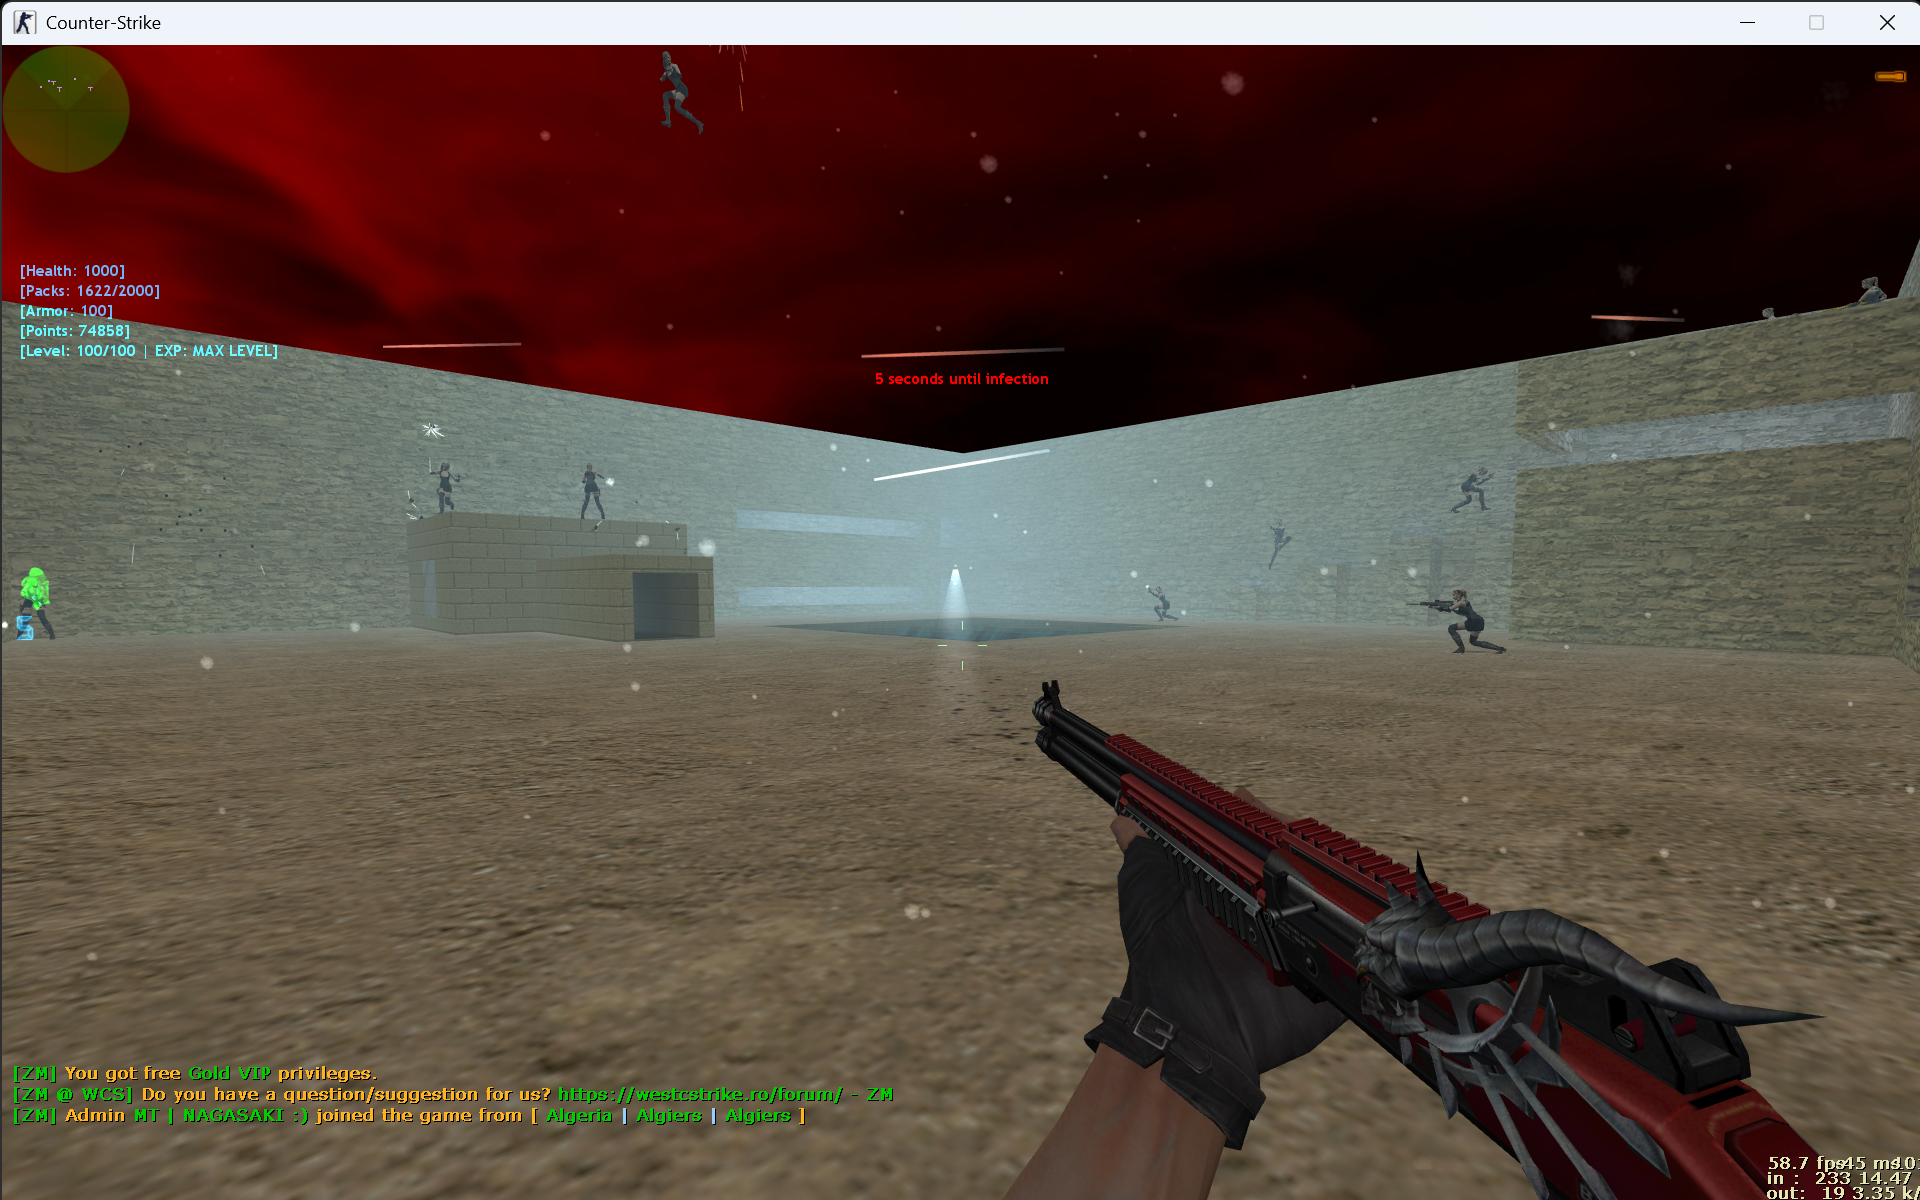 Counter-Strike
[Health: 1000]
[Packs: 1622/2000]
[Armor: 100]
[Points: 74858]
[Level: 100/100 | EXP: MAX LEVEL]
5 seconds until infection
[ZM] You got free Gold VIP privileges.
[ZM @ WCS] Do you have a question/suggestion for us? https://westcstrike.ro/forum/ - ZM
[ZM] Admin MT | NAGASAKI :) joined the game from [ Algeria | Algiers | Algiers ]
58.7 fps 45 ms
in : 233 14.47
out: 19 3.35 k/